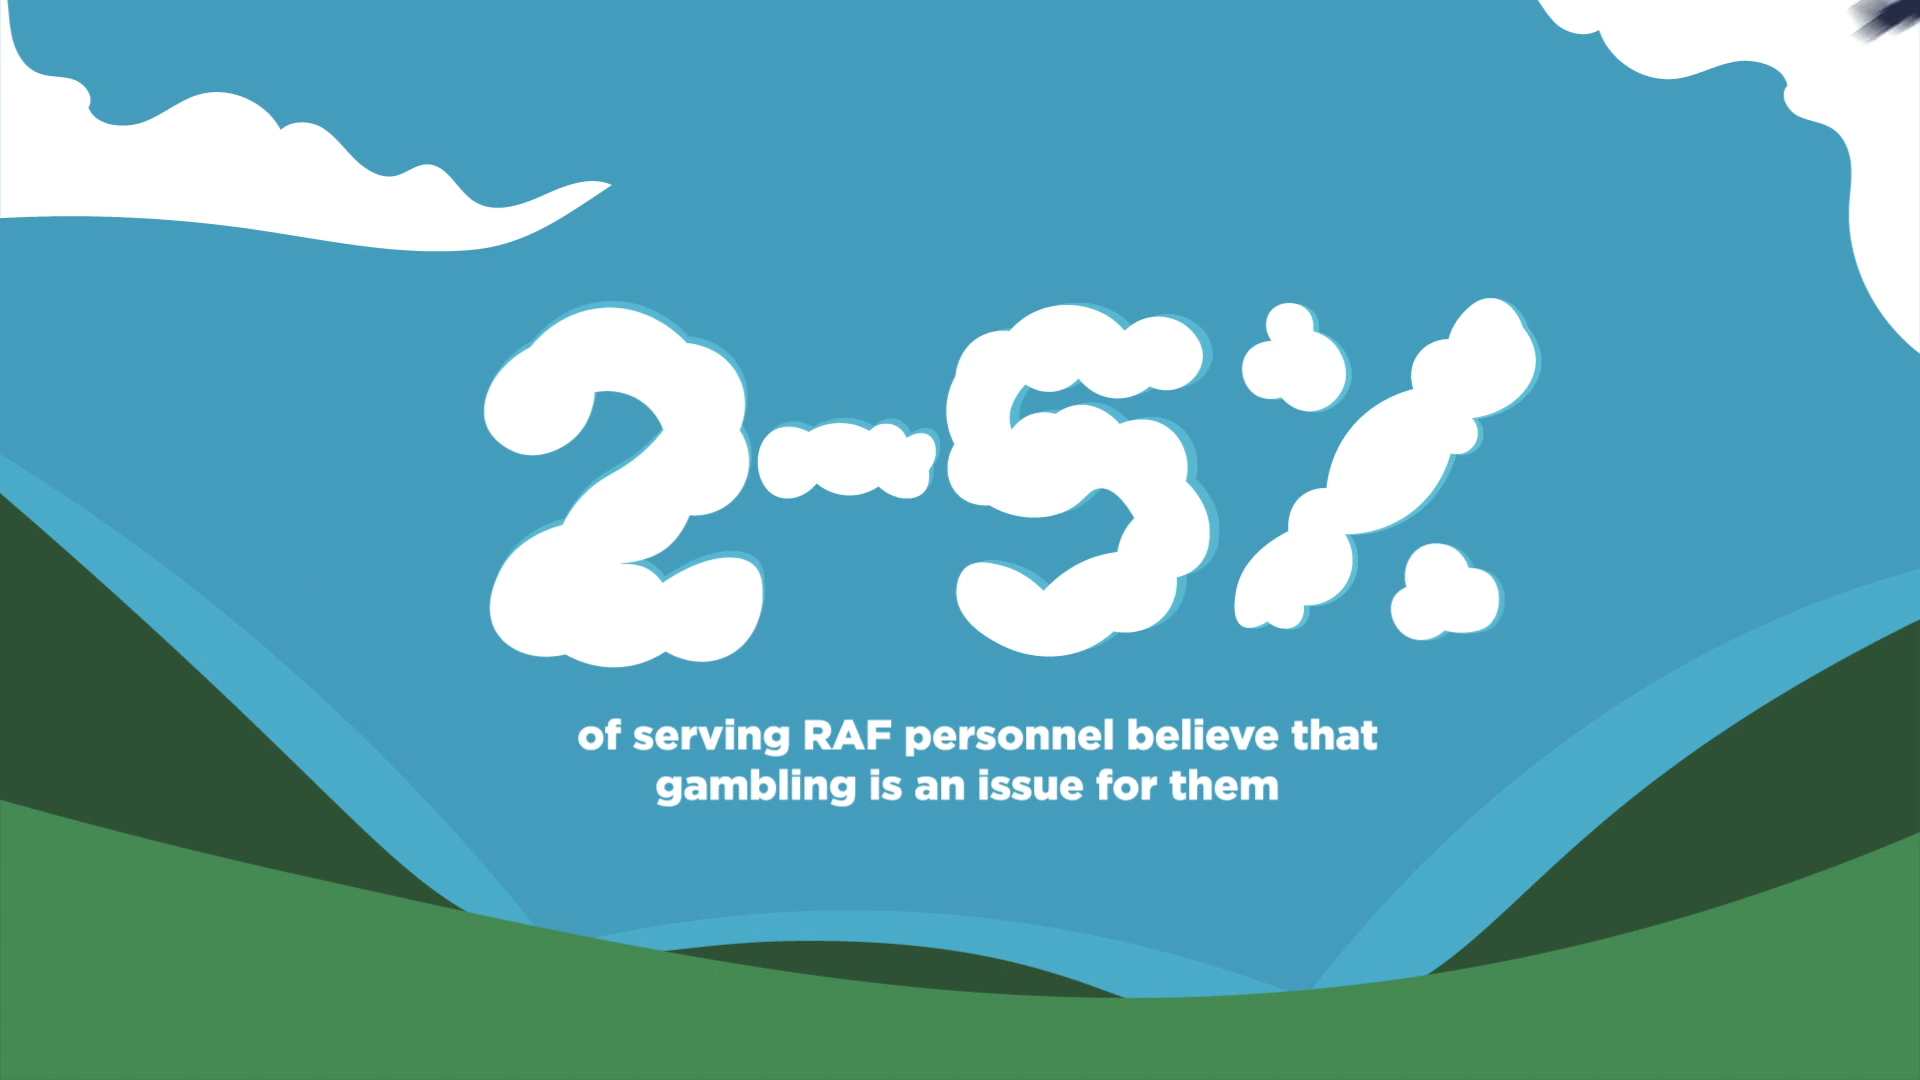 2-5%
of serving RAF personnel believe that
gambling is an issue for them